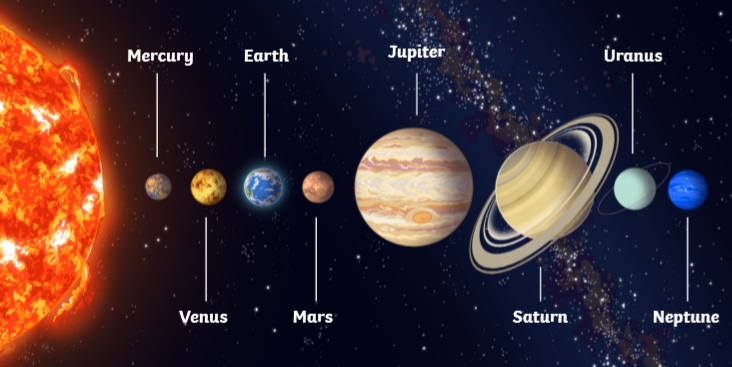 Mercury
Earth
Jupiter
Uranus
Venus
Mars
Saturn
Neptune